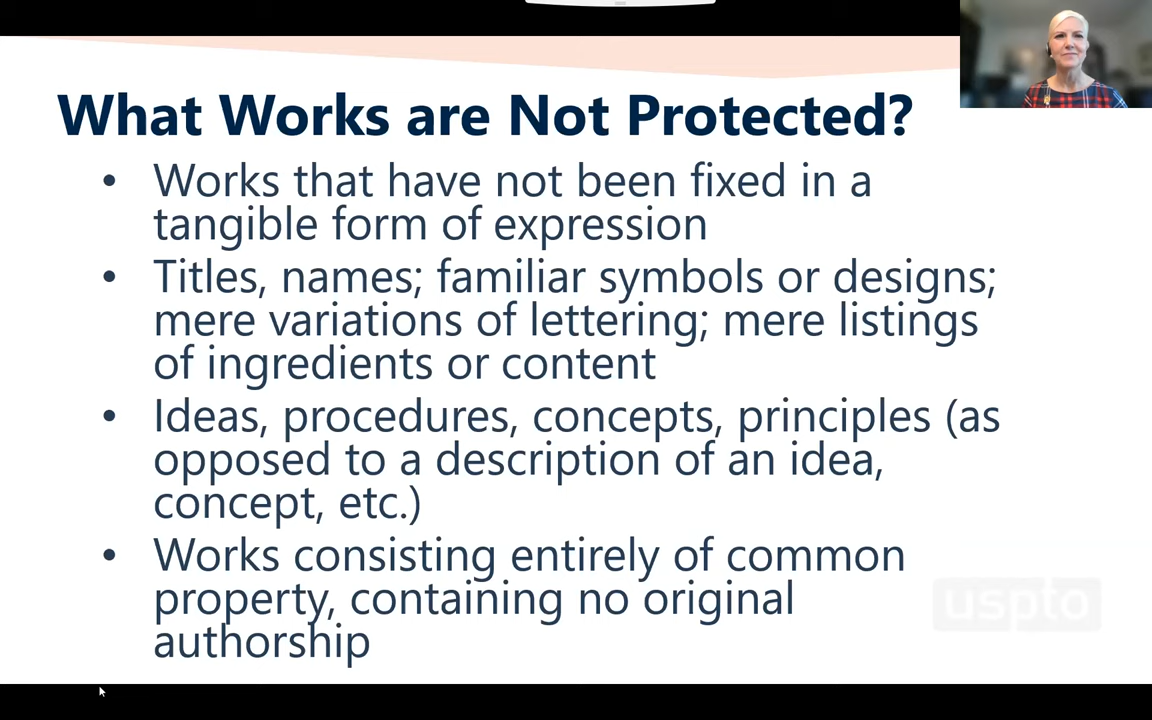 What Works are Not Protected?
• Works that have not been fixed in a
tangible form of expression
• Titles, names; familiar symbols or designs;
mere variations of lettering; mere listings
of ingredients or content
• Ideas, procedures, concepts, principles (as
opposed to a description of an idea,
concept, etc.)
• Works consisting entirely of common
property, containing no original
authorship
uspto